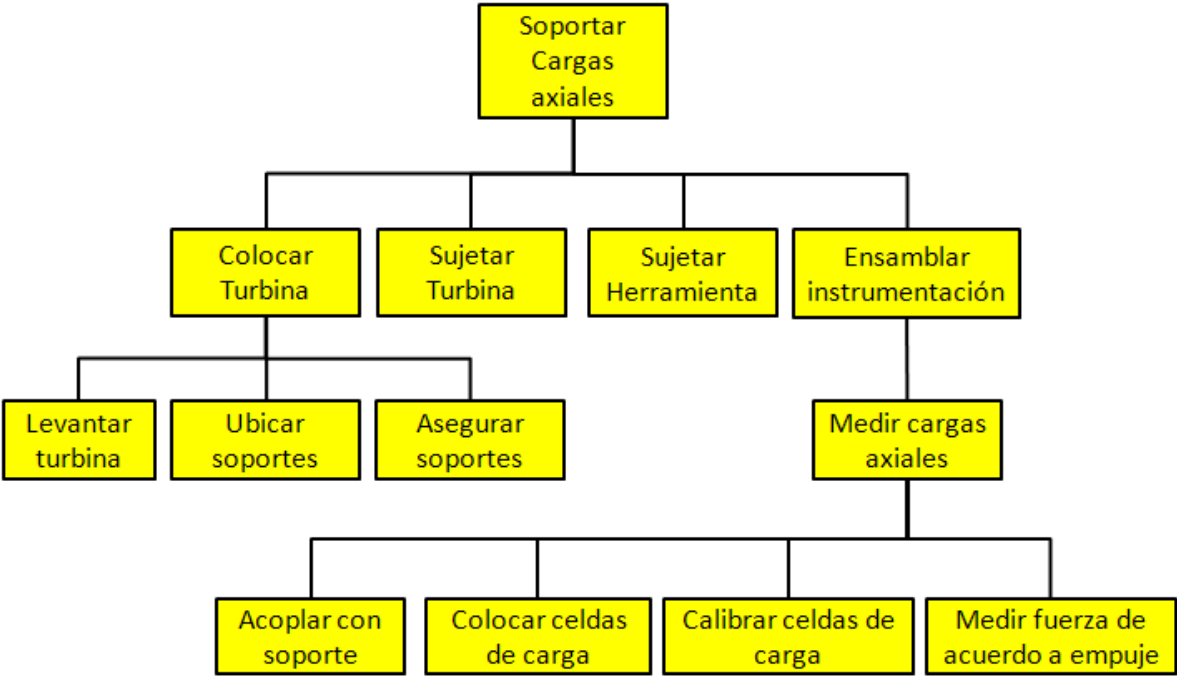 Soportar
Cargas
axiales
Colocar
Turbina
Sujetar
Turbina
Sujetar
Herramienta
Ensamblar
instrumentación
Levantar
turbina
Ubicar
soportes
Asegurar
soportes
Medir cargas
axiales
Acoplar con
soporte
Colocar celdas
de carga
Calibrar celdas de
carga
Medir fuerza de
acuerdo a empuje